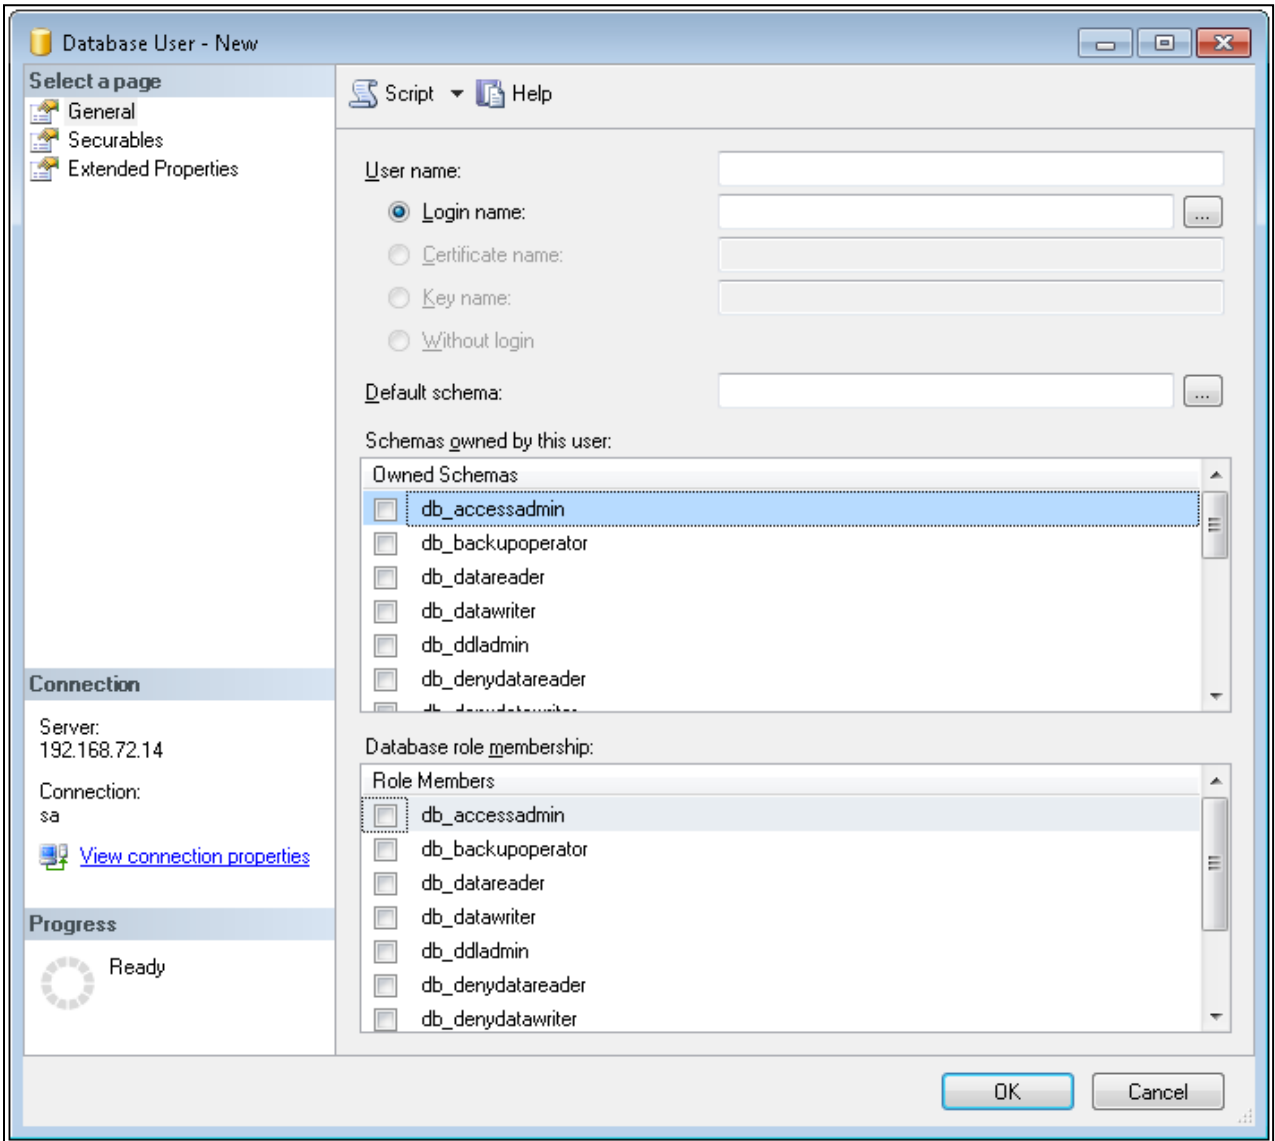 Database User - New
Select a page
General
Securables
Extended Properties
Script Help
User name:
Login name:
...
Certificate name:
Key name:
Without login
Default schema:
...
Schemas owned by this user:
Owned Schemas
db_accessadmin
db_backupoperator
db_datareader
db_datawriter
db_ddladmin
db_denydatareader
db_denydatawriter
Database role membership:
Role Members
db_accessadmin
db_backupoperator
db_datareader
db_datawriter
db_ddladmin
db_denydatareader
db_denydatawriter
Connection
Server:
192.168.72.14
Connection:
sa
View connection properties
Progress
Ready
OK
Cancel